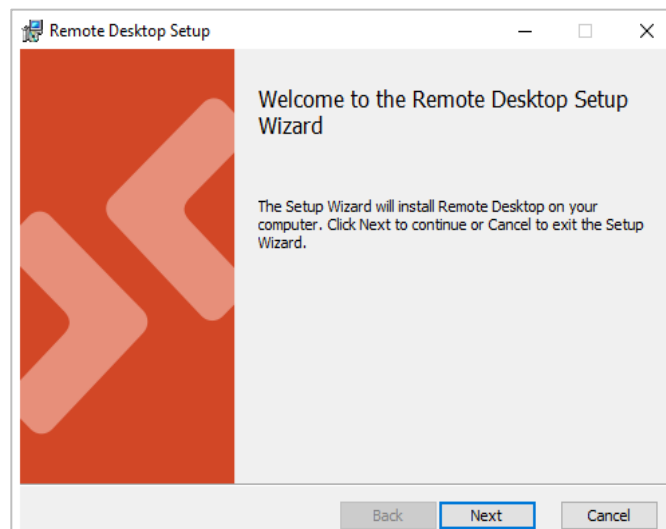 Remote Desktop Setup
Welcome to the Remote Desktop Setup
Wizard
The Setup Wizard will install Remote Desktop on your
computer. Click Next to continue or Cancel to exit the Setup
Wizard.
Back Next Cancel